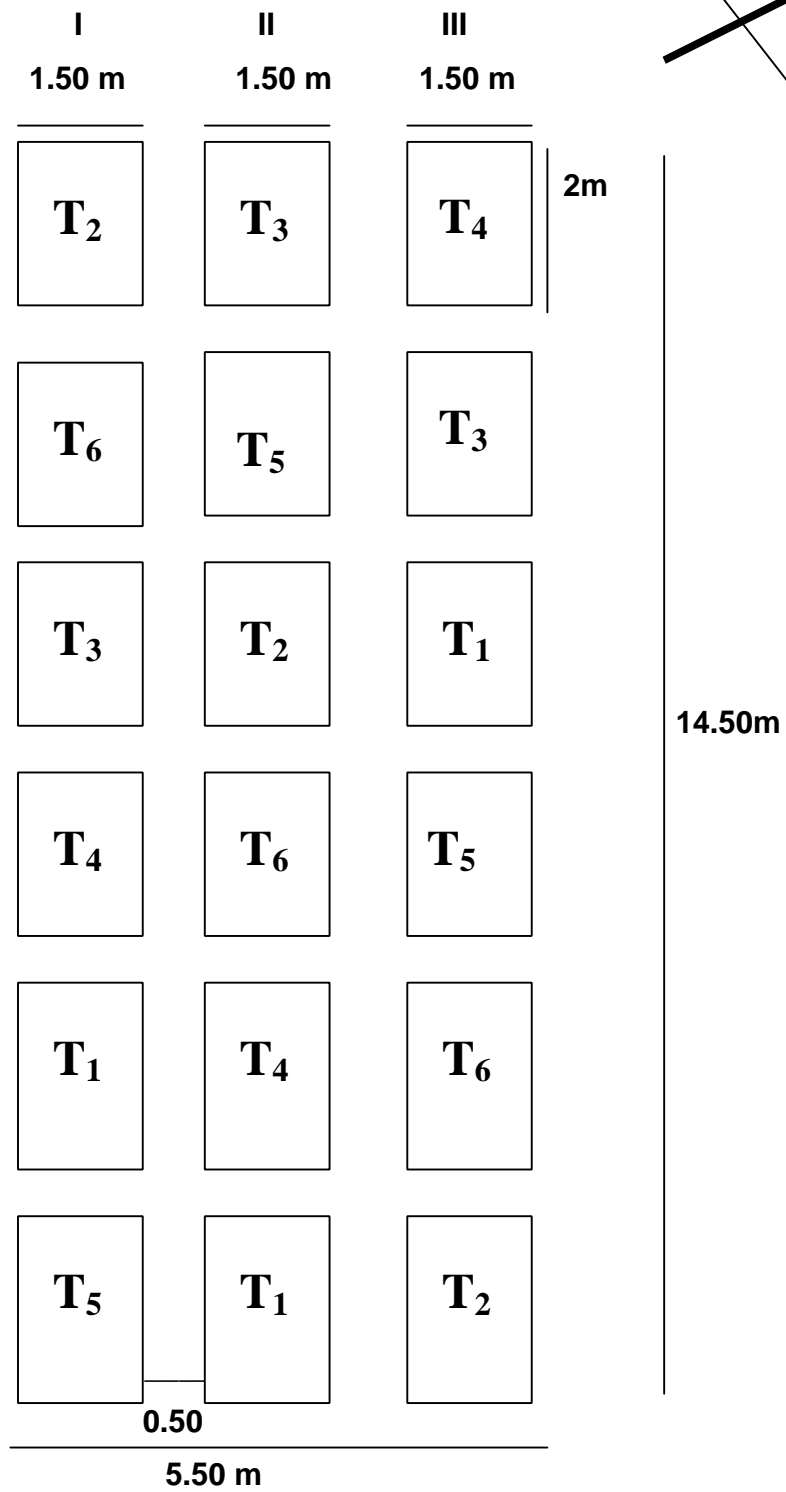 I II III
1.50 m 1.50 m 1.50 m
2m
T₂ T₃ T₄
T₆ T₅ T₃
T₃ T₂ T₁
14.50m
T₄ T₆ T₅
T₁ T₄ T₆
T₅ T₁ T₂
0.50
5.50 m